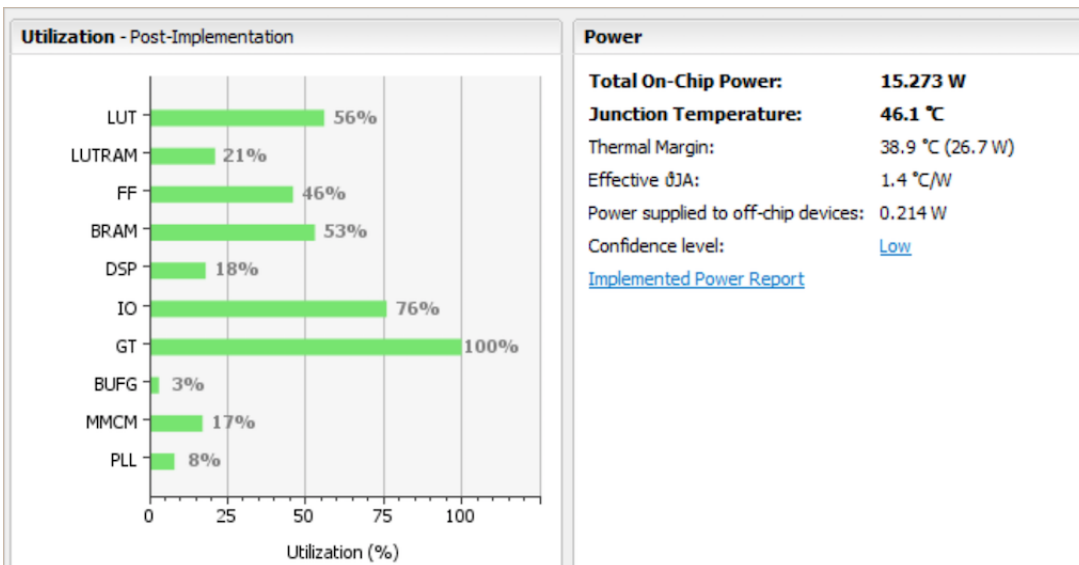 Utilization - Post-Implementation
LUT 56%
LUTRAM 21%
FF 46%
BRAM 53%
DSP 18%
IO 76%
GT 100%
BUFG 3%
MMCM 17%
PLL 8%
0 25 50 75 100
Utilization (%)
Power
Total On-Chip Power: 15.273 W
Junction Temperature: 46.1 °C
Thermal Margin: 38.9 °C (26.7 W)
Effective ϑJA: 1.4 °C/W
Power supplied to off-chip devices: 0.214 W
Confidence level: Low
Implemented Power Report